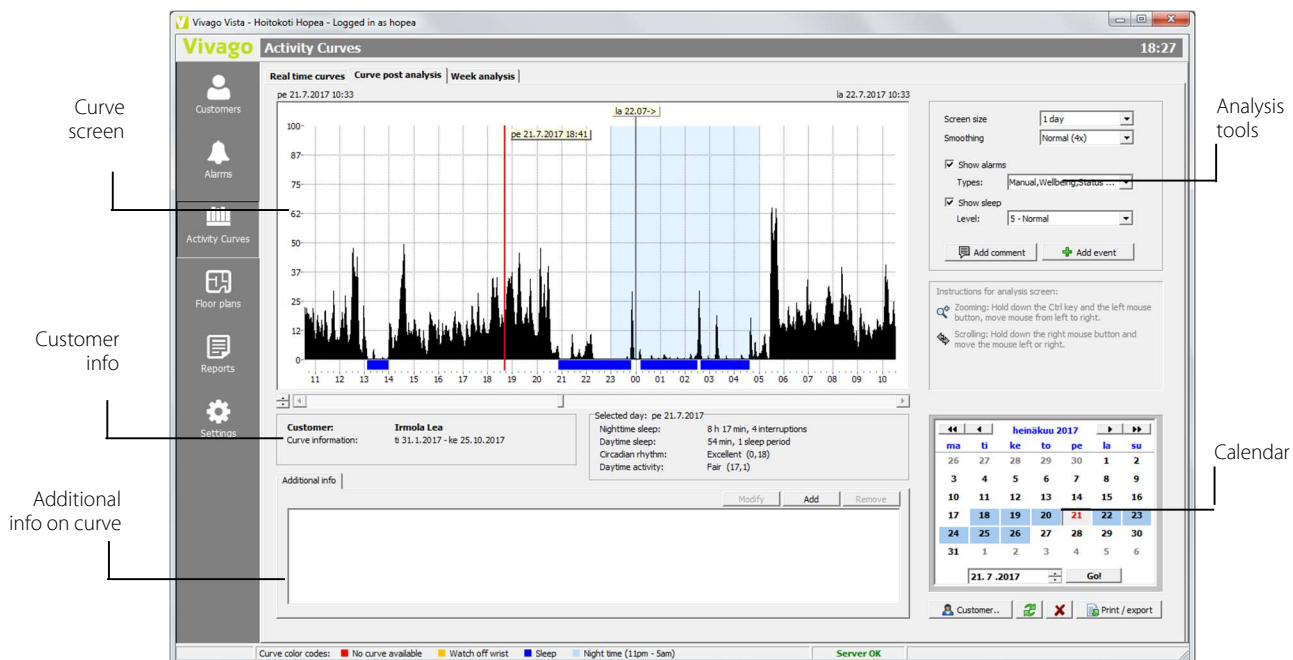 Vivago Vista - Hoitokoti Hopea - Logged in as hopea
Vivago Activity Curves 18:27
Customers
Alarms
Activity Curves
Floor plans
Reports
Settings
Curve
screen
Customer
info
Additional
info on curve
Real time curves Curve post analysis Week analysis
pe 21.7.2017 10:33 la 22.7.2017 10:33
la 22.07->
pe 21.7.2017 18:41
100
87
75
62
50
37
25
12
0
11 12 13 14 15 16 17 18 19 20 21 22 23 00 01 02 03 04 05 06 07 08 09 10
Customer: Irmola Lea
Curve information: ti 31.1.2017 - ke 25.10.2017
Selected day: pe 21.7.2017
Nighttime sleep: 8 h 17 min, 4 interruptions
Daytime sleep: 54 min, 1 sleep period
Circadian rhythm: Excellent (0,18)
Daytime activity: Fair (17,1)
Additional info
Modify Add Remove
Analysis
tools
Screen size 1 day
Smoothing Normal (4x)
Show alarms
Types: Manual,Wellbeing,Status ...
Show sleep
Level: 5 - Normal
Add comment Add event
Instructions for analysis screen:
Zooming: Hold down the Ctrl key and the left mouse
button, move mouse from left to right.
Scrolling: Hold down the right mouse button and
move the mouse left or right.
Calendar
heinäkuu 2017
ma ti ke to pe la su
26 27 28 29 30 1 2
3 4 5 6 7 8 9
10 11 12 13 14 15 16
17 18 19 20 21 22 23
24 25 26 27 28 29 30
31 1 2 3 4 5 6
21. 7 .2017 Go!
Customer.. Print / export
Curve color codes: No curve available Watch off wrist Sleep Night time (11pm - 5am) Server OK